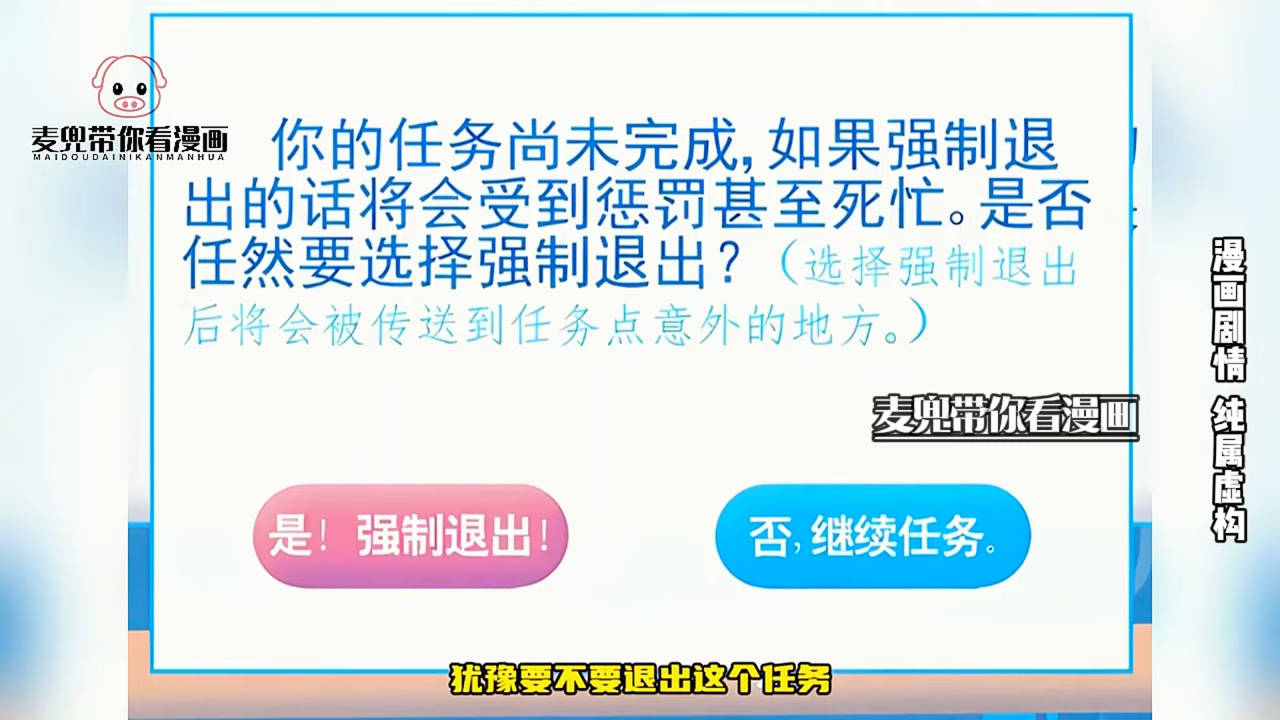 麦兜带你看漫画
MAIDOUDAINIKANMANHUA
你的任务尚未完成,如果强制退
出的话将会受到惩罚甚至死忙。是否
任然要选择强制退出？（选择强制退出
后将会被传送到任务点意外的地方。）
麦兜带你看漫画
是！强制退出！
否,继续任务。
犹豫要不要退出这个任务
漫画剧情 纯属虚构